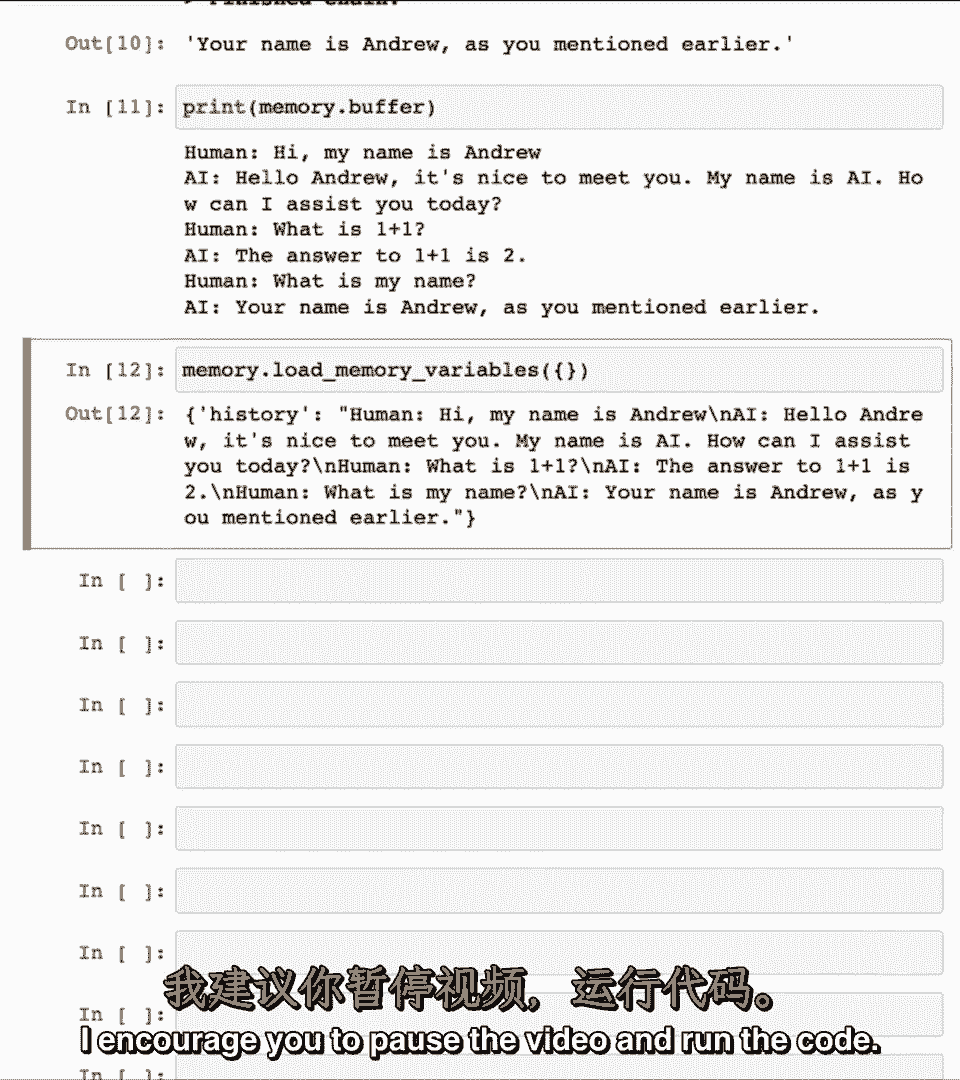 > Finished chain.
Out[10]: 'Your name is Andrew, as you mentioned earlier.'
In [11]: print(memory.buffer)
Human: Hi, my name is Andrew
AI: Hello Andrew, it's nice to meet you. My name is AI. Ho
w can I assist you today?
Human: What is 1+1?
AI: The answer to 1+1 is 2.
Human: What is my name?
AI: Your name is Andrew, as you mentioned earlier.
In [12]: memory.load_memory_variables({})
Out[12]: {'history': "Human: Hi, my name is Andrew\nAI: Hello Andre
w, it's nice to meet you. My name is AI. How can I assist
you today?\nHuman: What is 1+1?\nAI: The answer to 1+1 is
2.\nHuman: What is my name?\nAI: Your name is Andrew, as y
ou mentioned earlier."}
In [ ]:
In [ ]:
In [ ]:
In [ ]:
In [ ]:
In [ ]:
In [ ]:
我建议你暂停视频，运行代码。
In [ ]:
I encourage you to pause the video and run the code.
In [ ]: